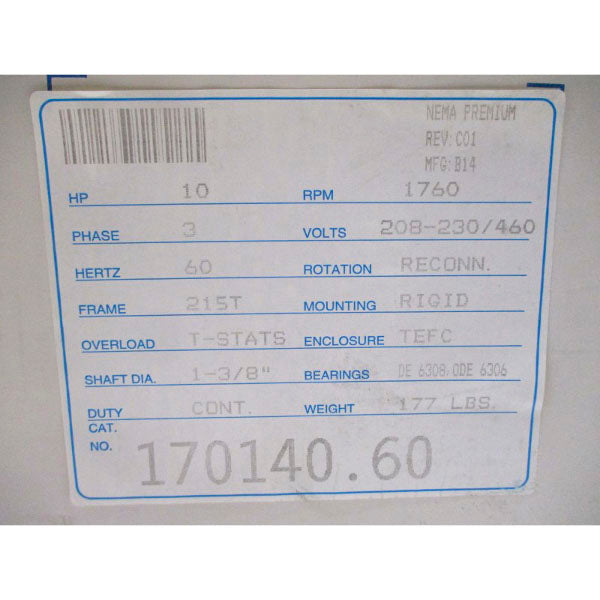 NEMA PREMIUM
REV:C01
MFG:B14
HP 10 RPM 1760
PHASE 3 VOLTS 208-230/460
HERTZ 60 ROTATION RECONN.
FRAME 215T MOUNTING RIGID
OVERLOAD T-STATS ENCLOSURE TEFC
SHAFT DIA. 1-3/8" BEARINGS DE 6308,ODE 6306
DUTY CONT. WEIGHT 177 LBS.
CAT.
NO. 170140.60